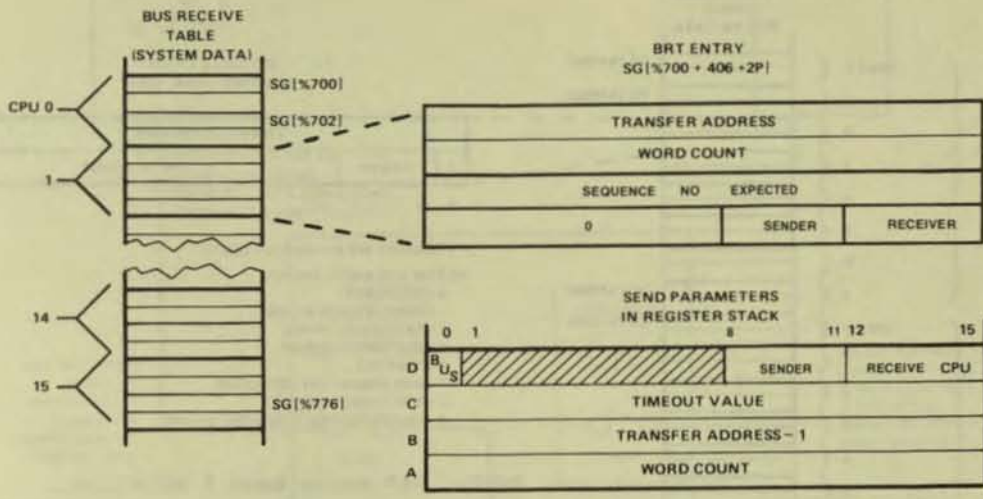 BUS RECEIVE
TABLE
(SYSTEM DATA)
SG[%700]
CPU 0
SG[%702]
1
14
15
SG[%776]
BRT ENTRY
SG[%700 + 406 +2P]
TRANSFER ADDRESS
WORD COUNT
SEQUENCE NO EXPECTED
0 SENDER RECEIVER
SEND PARAMETERS
IN REGISTER STACK
0 1 8 11 12 15
D BUS SENDER RECEIVE CPU
C TIMEOUT VALUE
B TRANSFER ADDRESS – 1
A WORD COUNT